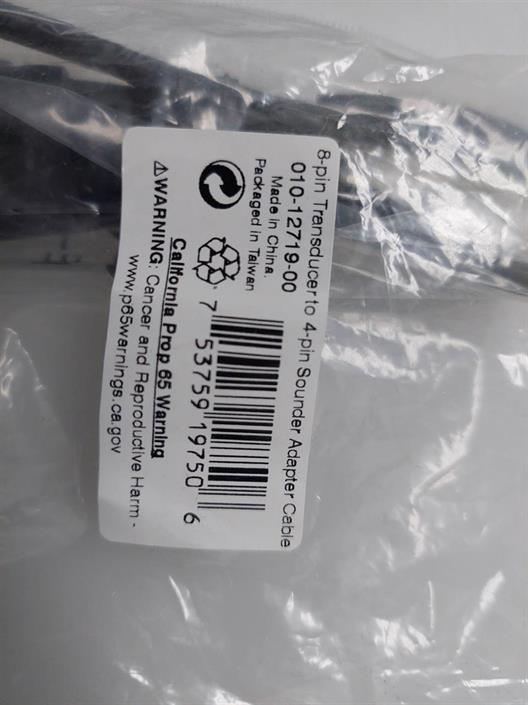 8-pin Transducer to 4-pin Sounder Adapter Cable
010-12719-00
Made in China.
Packaged in Taiwan
7 53759 19750 6
California Prop 65 Warning
⚠WARNING: Cancer and Reproductive Harm -
www.p65warnings.ca.gov